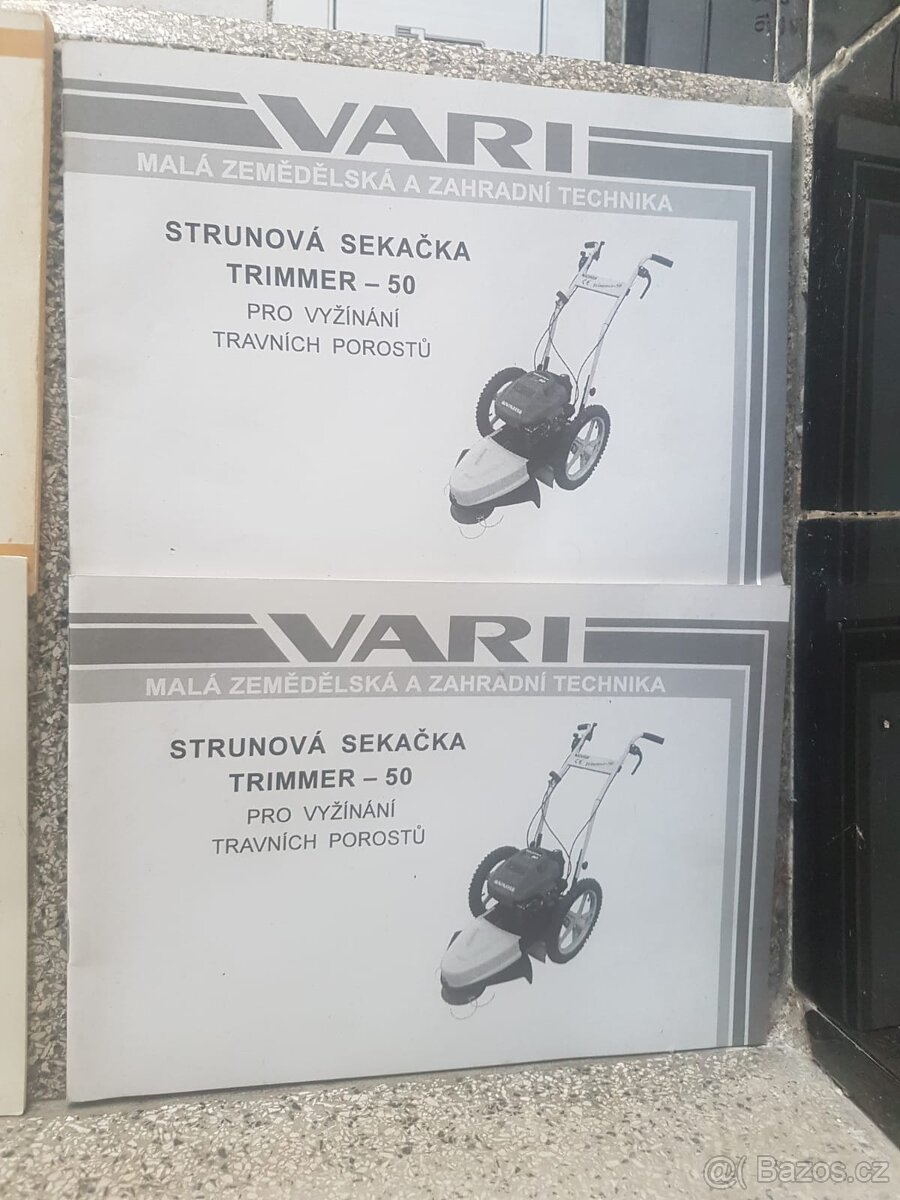 VARI
MALÁ ZEMĚDĚLSKÁ A ZAHRADNÍ TECHNIKA
STRUNOVÁ SEKAČKA
TRIMMER – 50
PRO VYŽÍNÁNÍ
TRAVNÍCH POROSTŮ
VARI
MALÁ ZEMĚDĚLSKÁ A ZAHRADNÍ TECHNIKA
STRUNOVÁ SEKAČKA
TRIMMER – 50
PRO VYŽÍNÁNÍ
TRAVNÍCH POROSTŮ
@( Bazos.cz